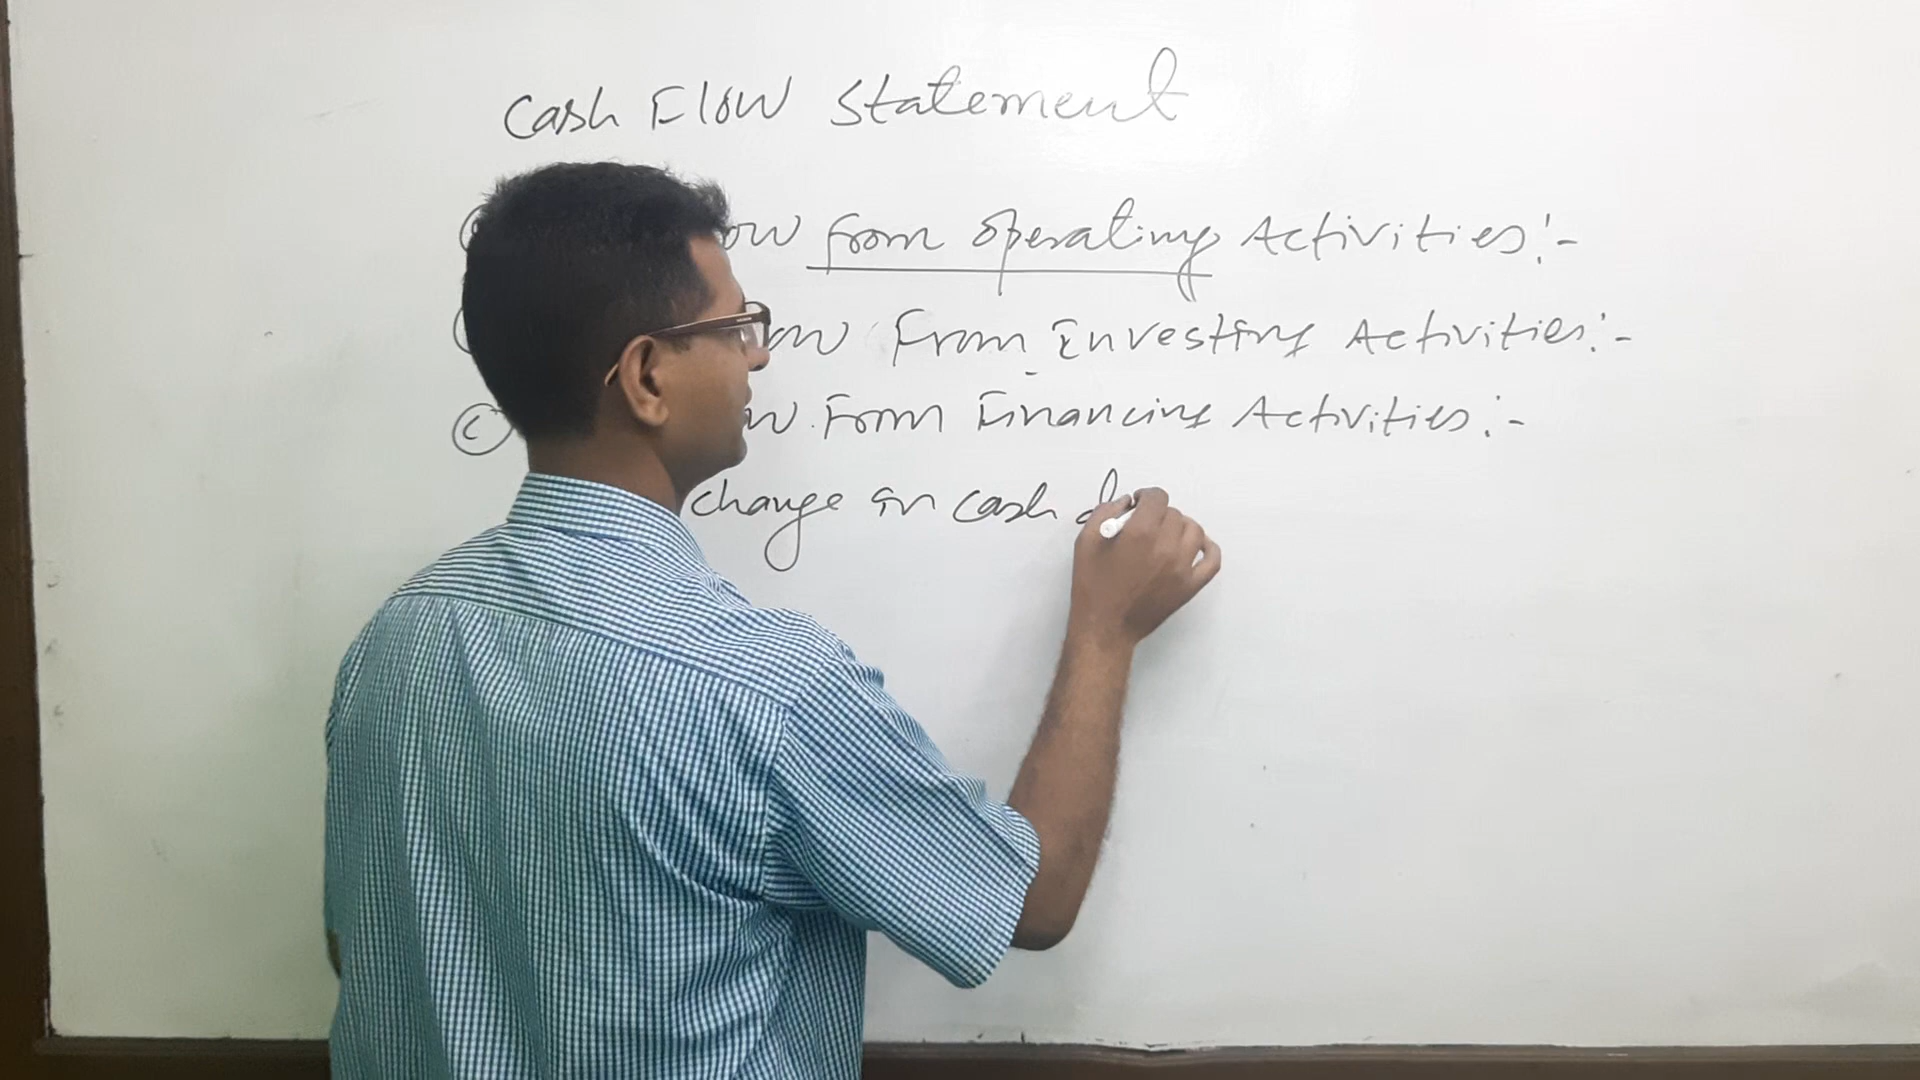 Cash Flow Statement
ow from operating Activities:-
ow From Investing Activities:-
(C) w From Financing Activities:-
change in cash